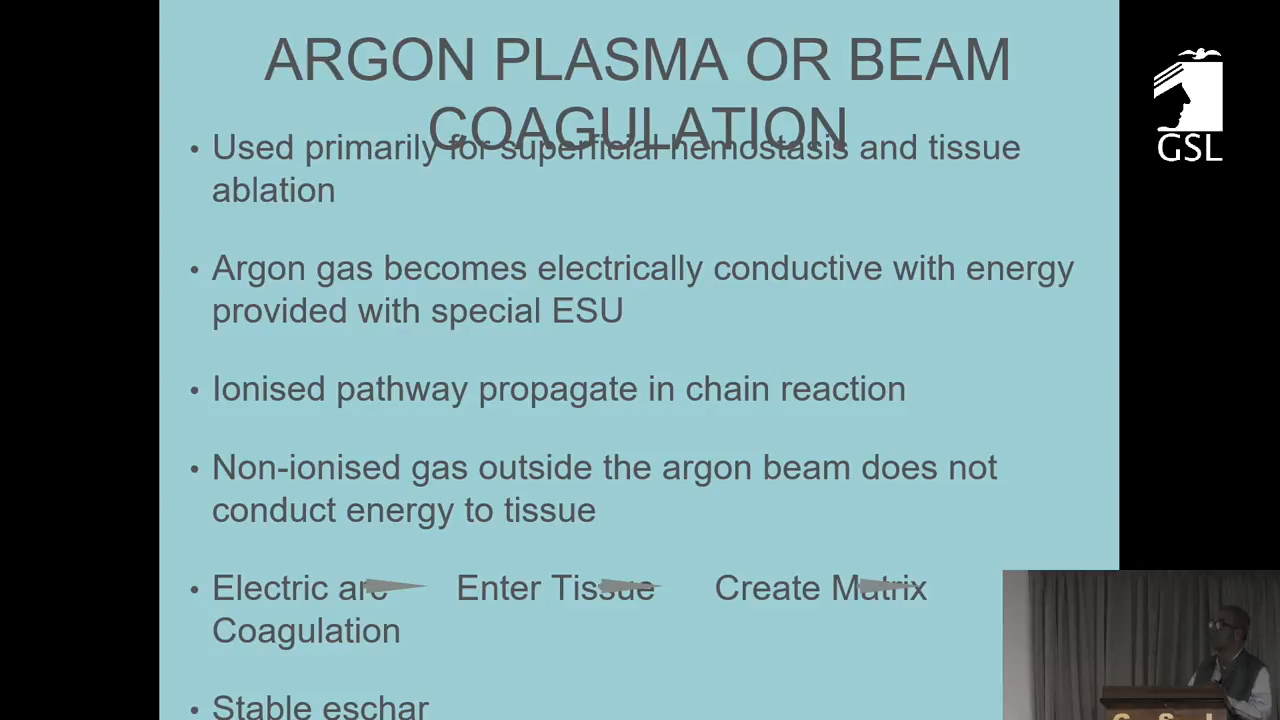 ARGON PLASMA OR BEAM
COAGULATION
• Used primarily for superficial hemostasis and tissue
ablation
• Argon gas becomes electrically conductive with energy
provided with special ESU
• Ionised pathway propagate in chain reaction
• Non-ionised gas outside the argon beam does not
conduct energy to tissue
• Electric arc Enter Tissue Create Matrix
Coagulation
• Stable eschar
GSL
G S L